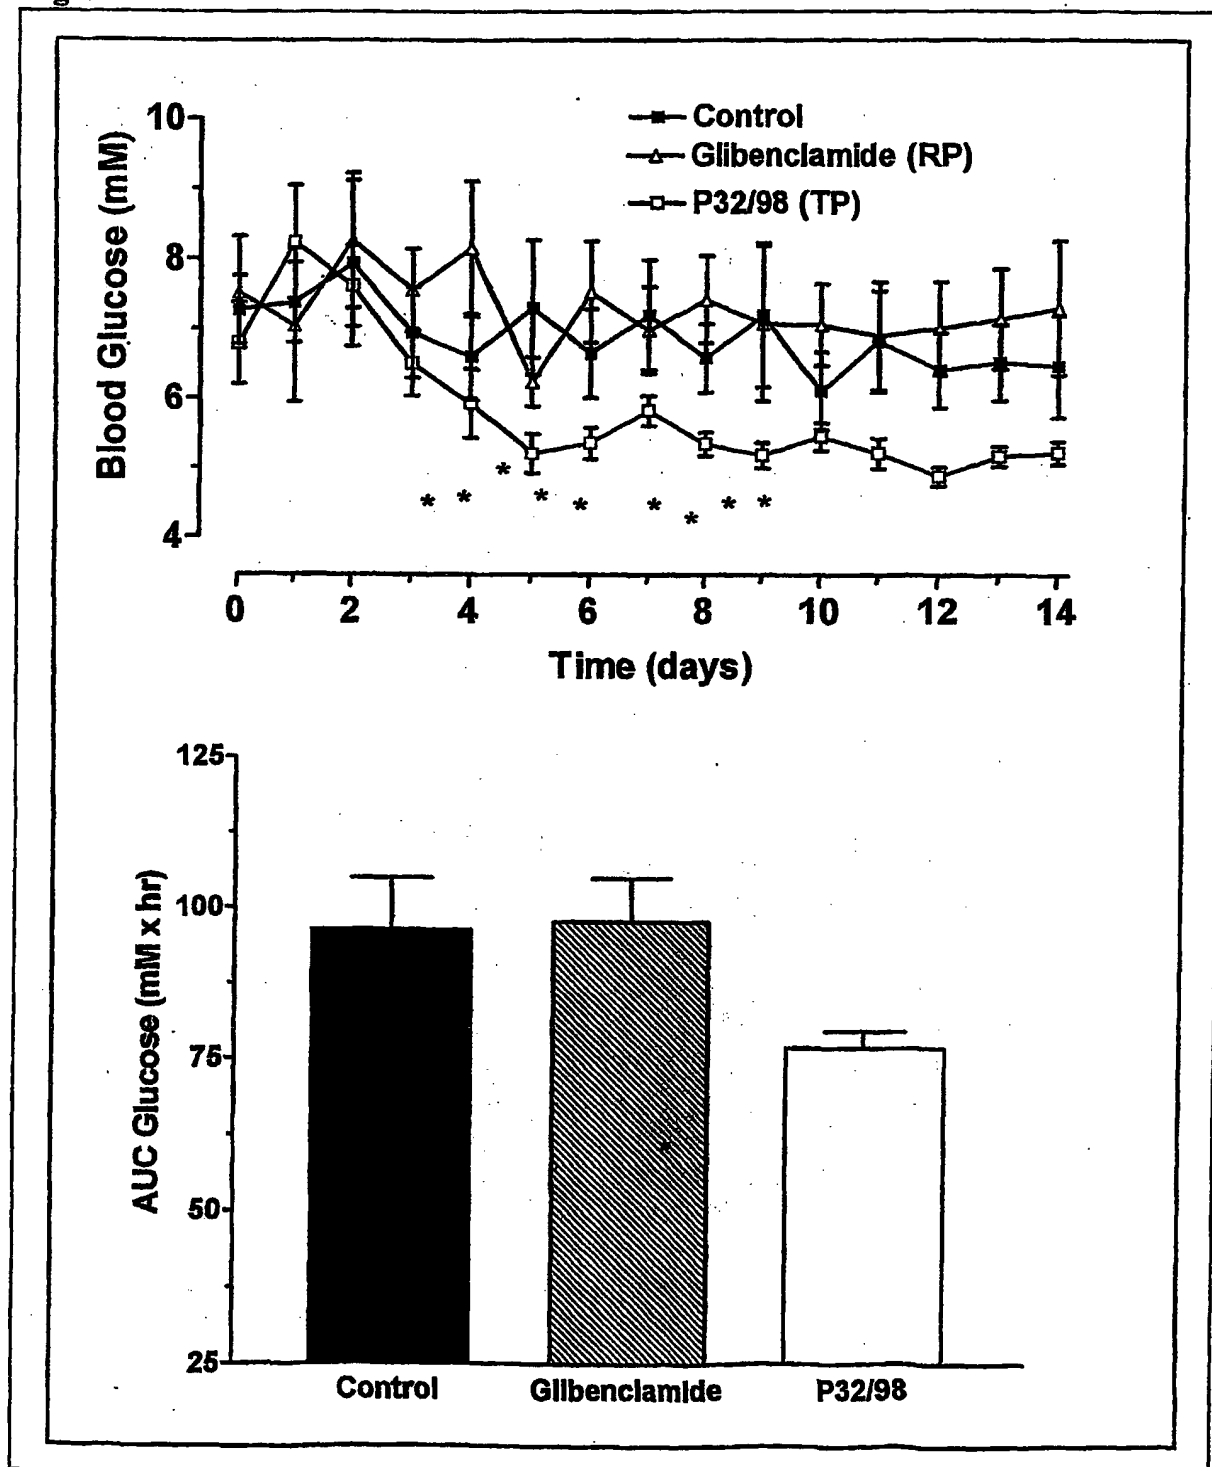 10
8
6
4
Blood Glucose (mM)
Control
Glibenclamide (RP)
P32/98 (TP)
* * * * * * * * *
0 2 4 6 8 10 12 14
Time (days)
125
100
75
50
25
AUC Glucose (mM x hr)
Control Glibenclamide P32/98